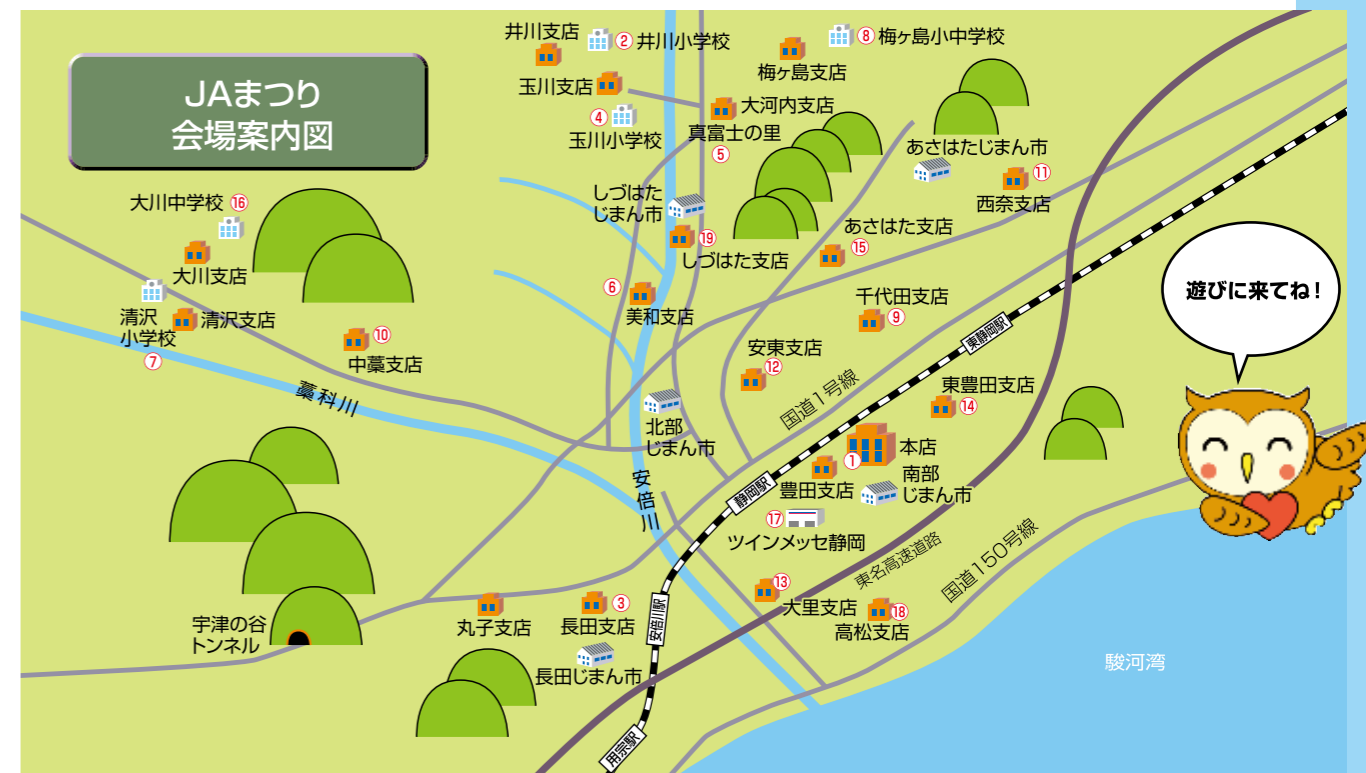 JAまつり
会場案内図
井川支店
② 井川小学校
⑧ 梅ヶ島小中学校
梅ヶ島支店
玉川支店
④
玉川小学校
大河内支店
真富士の里
⑤
あさはたじまん市
⑪
西奈支店
大川中学校 ⑯
大川支店
しづはた
じまん市
⑲
しづはた支店
あさはた支店
⑮
清沢
小学校
⑦
清沢支店
⑩
中藁支店
⑥
美和支店
千代田支店
⑨
安東支店
⑫
東静岡駅
遊びに来てね!
藁科川
国道1号線
東豊田支店
⑭
北部
じまん市
本店
①
豊田支店
南部
じまん市
安倍川
静岡駅
⑰
ツインメッセ静岡
東名高速道路
国道150号線
宇津の谷
トンネル
丸子支店
③
長田支店
長田じまん市
安倍川駅
⑬
大里支店
⑱
高松支店
駿河湾
用宗駅